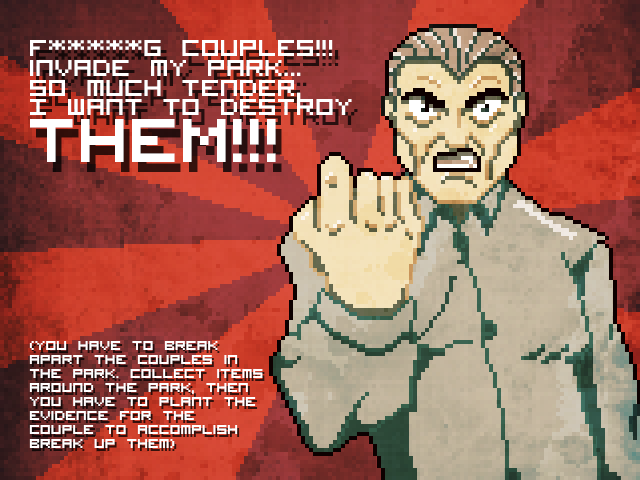 F*****G COUPLES!!!
INVADE MY PARK...
SO MUCH TENDER,
I WANT TO DESTROY
THEM!!!
(YOU HAVE TO BREAK
APART THE COUPLES IN
THE PARK. COLLECT ITEMS
AROUND THE PARK, THEN
YOU HAVE TO PLANT THE
EVIDENCE FOR THE
COUPLE TO ACCOMPLISH
BREAK UP THEM)